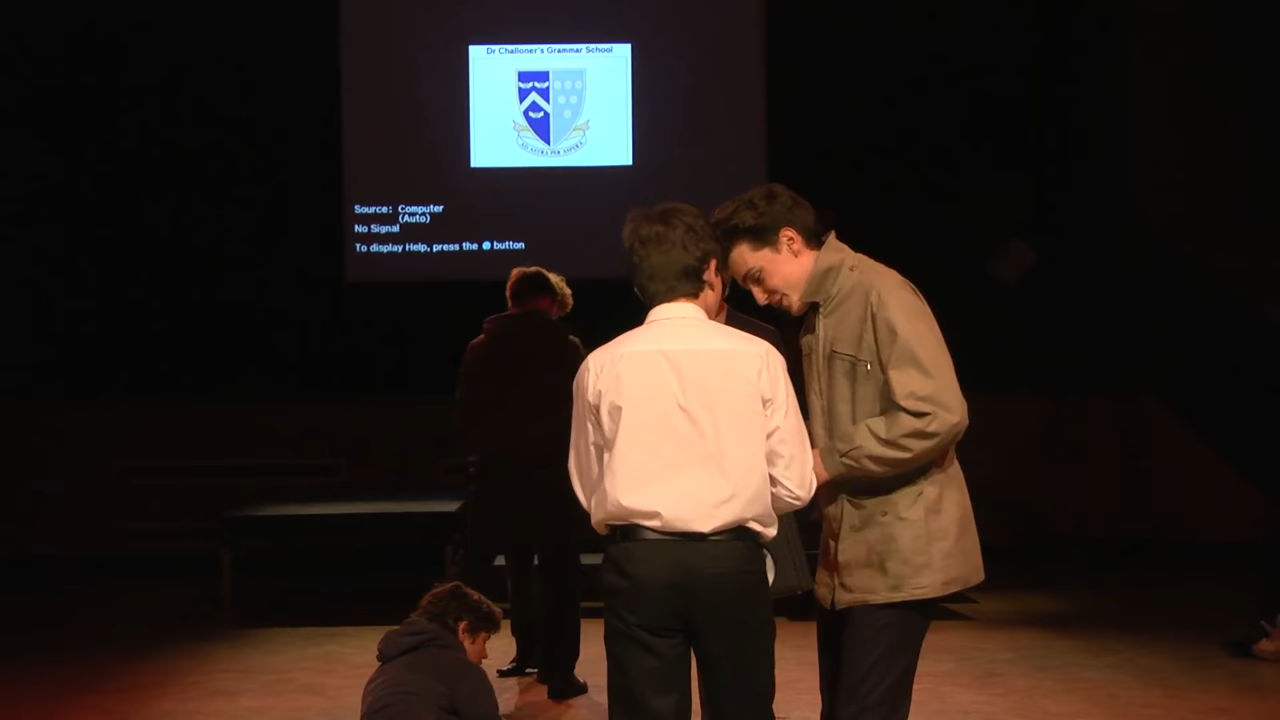 Dr Challoner's Grammar School
AD ASTRA PER ASPERA
Source: Computer
(Auto)
No Signal
To display Help, press the button